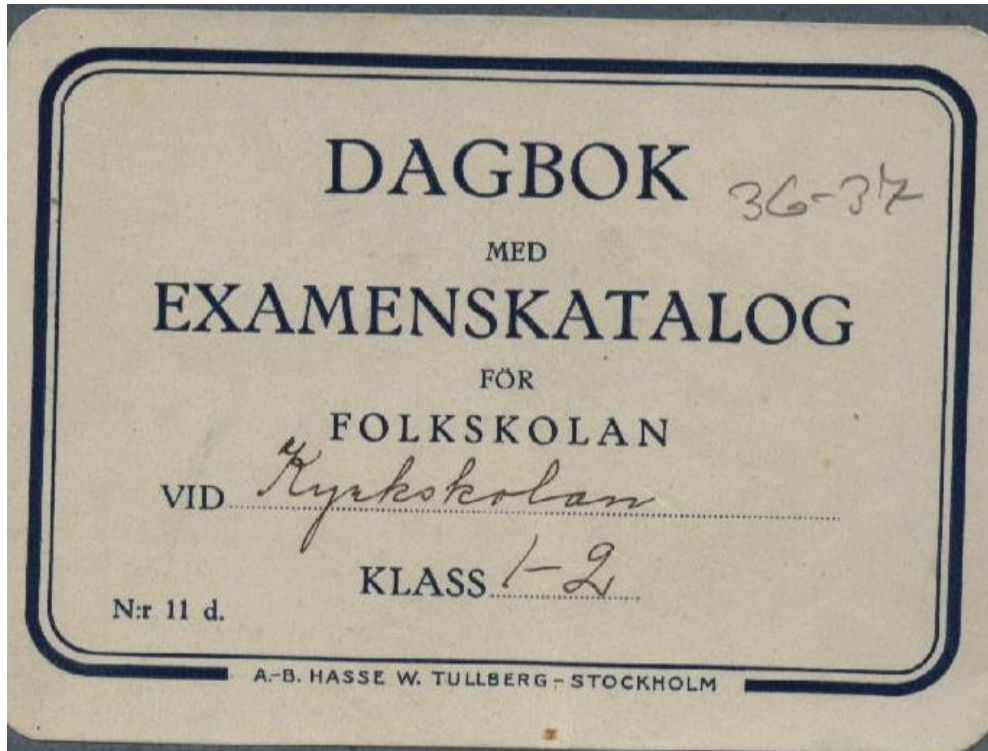 DAGBOK
36-37
MED
EXAMENSKATALOG
FÖR
FOLKSKOLAN
VID Kyrkskolan
KLASS 1-2
N:r 11 d.
A.-B. HASSE W. TULLBERG - STOCKHOLM